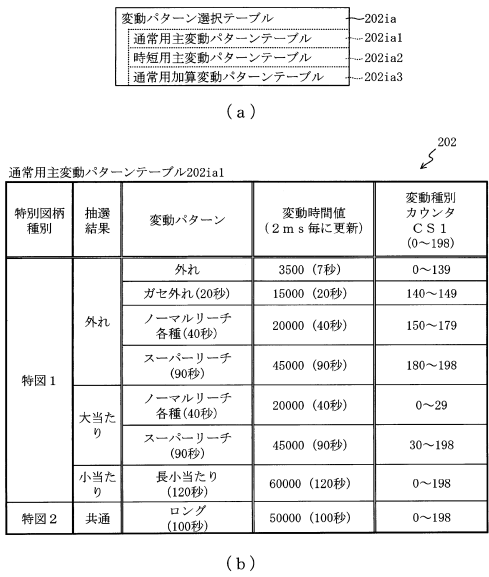 変動パターン選択テーブル 202ia
通常用主変動パターンテーブル 202ia1
時短用主変動パターンテーブル 202ia2
通常用加算変動パターンテーブル 202ia3
(a)
202
通常用主変動パターンテーブル202ia1
特別図柄
種別
抽選
結果
変動パターン
変動時間値
(2ms毎に更新)
変動種別
カウンタ
CS1
(0～198)
特図1
外れ
外れ
3500 (7秒)
0～139
ガセ外れ(20秒)
15000 (20秒)
140～149
ノーマルリーチ
各種(40秒)
20000 (40秒)
150～179
スーパーリーチ
(90秒)
45000 (90秒)
180～198
大当た
り
ノーマルリーチ
各種(40秒)
20000 (40秒)
0～29
スーパーリーチ
(90秒)
45000 (90秒)
30～198
小当た
り
長小当たり
(120秒)
60000 (120秒)
0～198
特図2
共通
ロング
(100秒)
50000 (100秒)
0～198
(b)